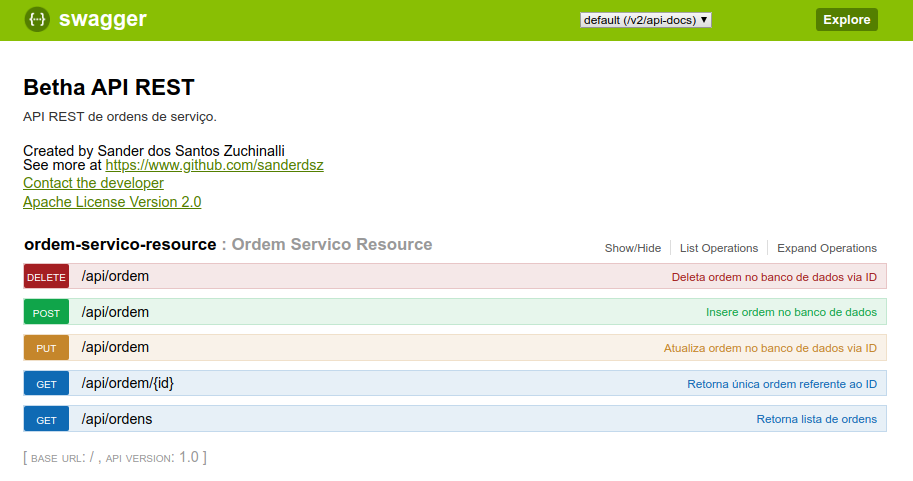 {··} swagger default (/v2/api-docs) Explore
Betha API REST
API REST de ordens de serviço.
Created by Sander dos Santos Zuchinalli
See more at https://www.github.com/sanderdsz
Contact the developer
Apache License Version 2.0
ordem-servico-resource : Ordem Servico Resource Show/Hide List Operations Expand Operations
DELETE /api/ordem Deleta ordem no banco de dados via ID
POST /api/ordem Insere ordem no banco de dados
PUT /api/ordem Atualiza ordem no banco de dados via ID
GET /api/ordem/{id} Retorna única ordem referente ao ID
GET /api/ordens Retorna lista de ordens
[ BASE URL: / , API VERSION: 1.0 ]